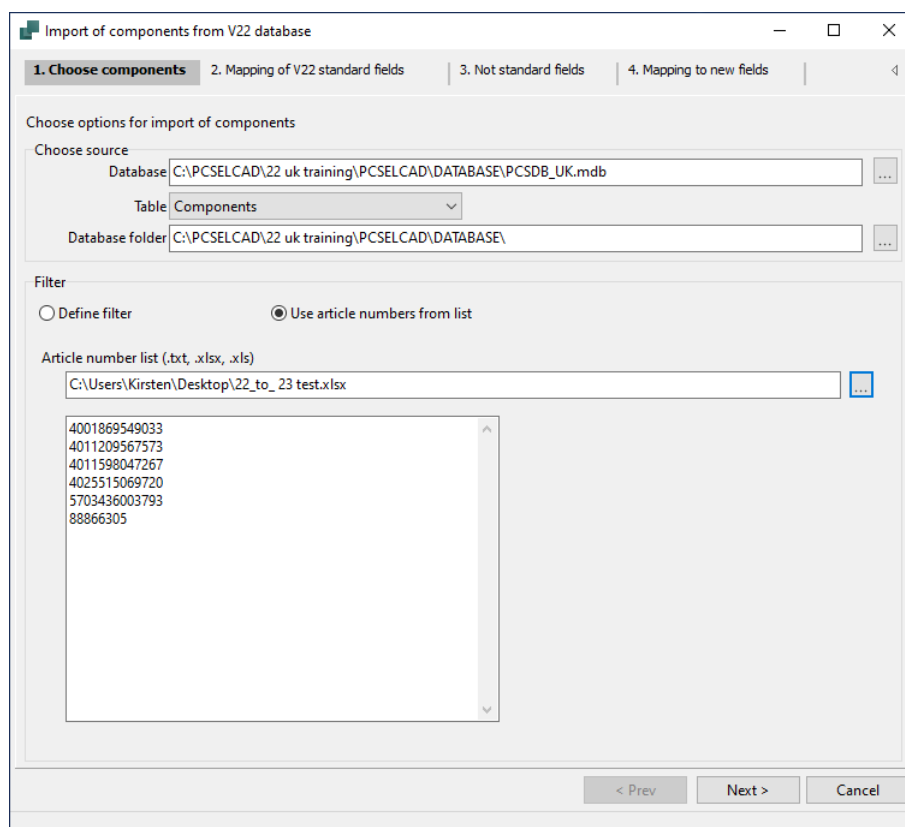 Import of components from V22 database
1. Choose components 2. Mapping of V22 standard fields 3. Not standard fields 4. Mapping to new fields
Choose options for import of components
Choose source
Database C:\PCSELCAD\22 uk training\PCSELCAD\DATABASE\PCSDB_UK.mdb ...
Table Components
Database folder C:\PCSELCAD\22 uk training\PCSELCAD\DATABASE\ ...
Filter
Define filter Use article numbers from list
Article number list (.txt, .xlsx, .xls)
C:\Users\Kirsten\Desktop\22_to_ 23 test.xlsx ...
4001869549033
4011209567573
4011598047267
4025515069720
5703436003793
88866305
< Prev Next > Cancel